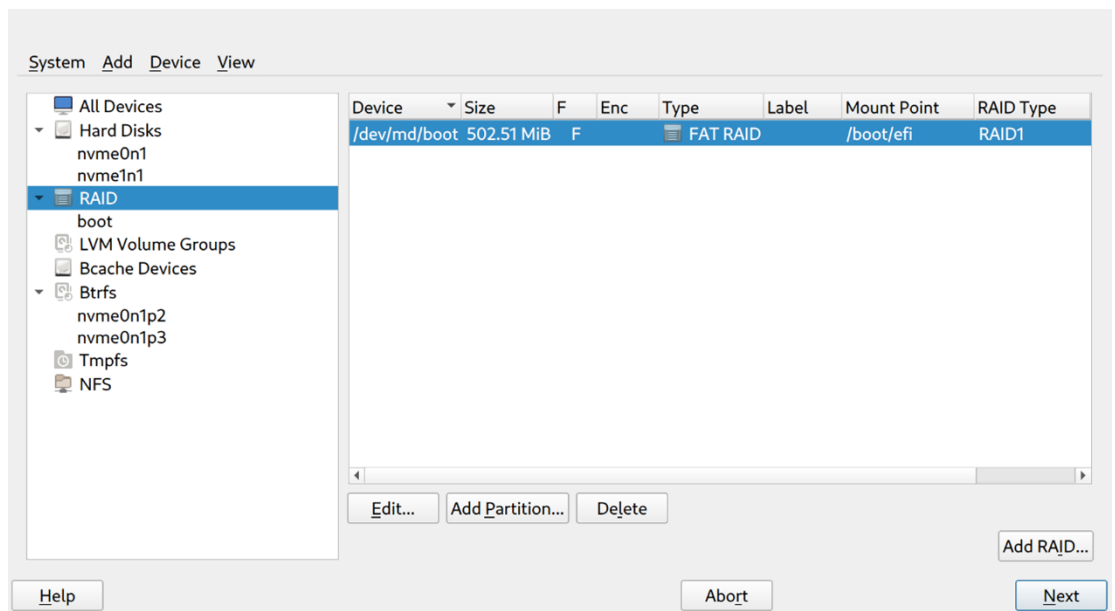 System Add Device View
All Devices
Hard Disks
nvme0n1
nvme1n1
RAID
boot
LVM Volume Groups
Bcache Devices
Btrfs
nvme0n1p2
nvme0n1p3
Tmpfs
NFS
Device Size F Enc Type Label Mount Point RAID Type
/dev/md/boot 502.51 MiB F FAT RAID /boot/efi RAID1
Edit... Add Partition... Delete
Add RAID...
Help Abort Next